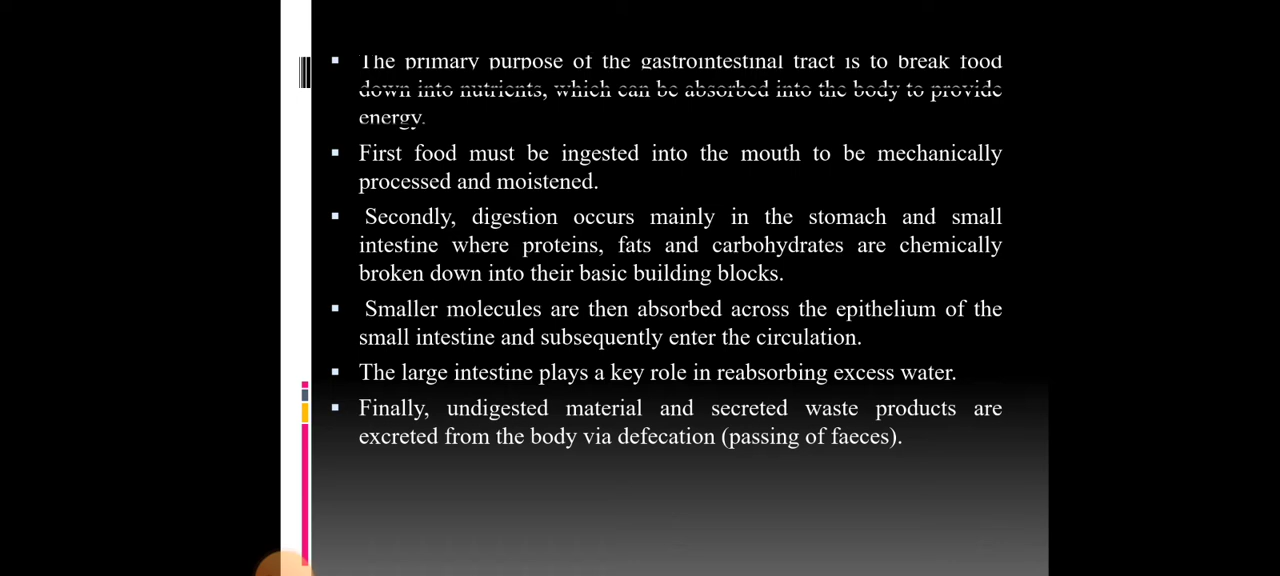 The primary purpose of the gastrointestinal tract is to break food
down into nutrients, which can be absorbed into the body to provide
energy.
First food must be ingested into the mouth to be mechanically
processed and moistened.
Secondly, digestion occurs mainly in the stomach and small
intestine where proteins, fats and carbohydrates are chemically
broken down into their basic building blocks.
Smaller molecules are then absorbed across the epithelium of the
small intestine and subsequently enter the circulation.
The large intestine plays a key role in reabsorbing excess water.
Finally, undigested material and secreted waste products are
excreted from the body via defecation (passing of faeces).